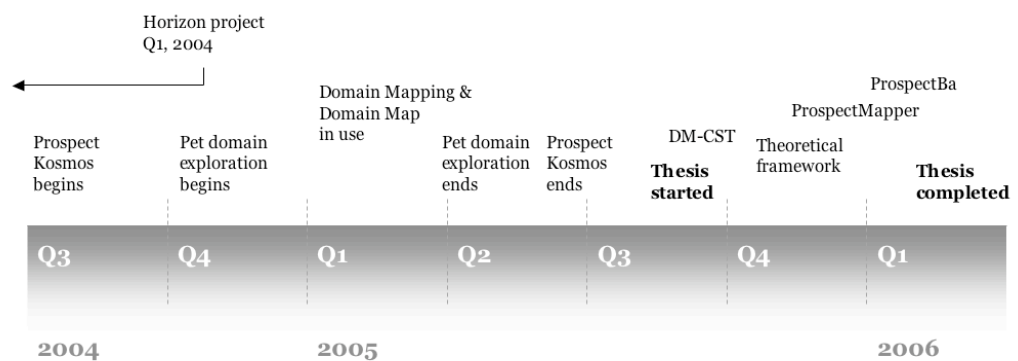 Horizon project
Q1, 2004
Prospect
Kosmos
begins
Pet domain
exploration
begins
Domain Mapping &
Domain Map
in use
Pet domain
exploration
ends
Prospect
Kosmos
ends
DM-CST
Thesis
started
Theoretical
framework
ProspectMapper
ProspectBa
Thesis
completed
Q3 Q4 Q1 Q2 Q3 Q4 Q1
2004 2005 2006